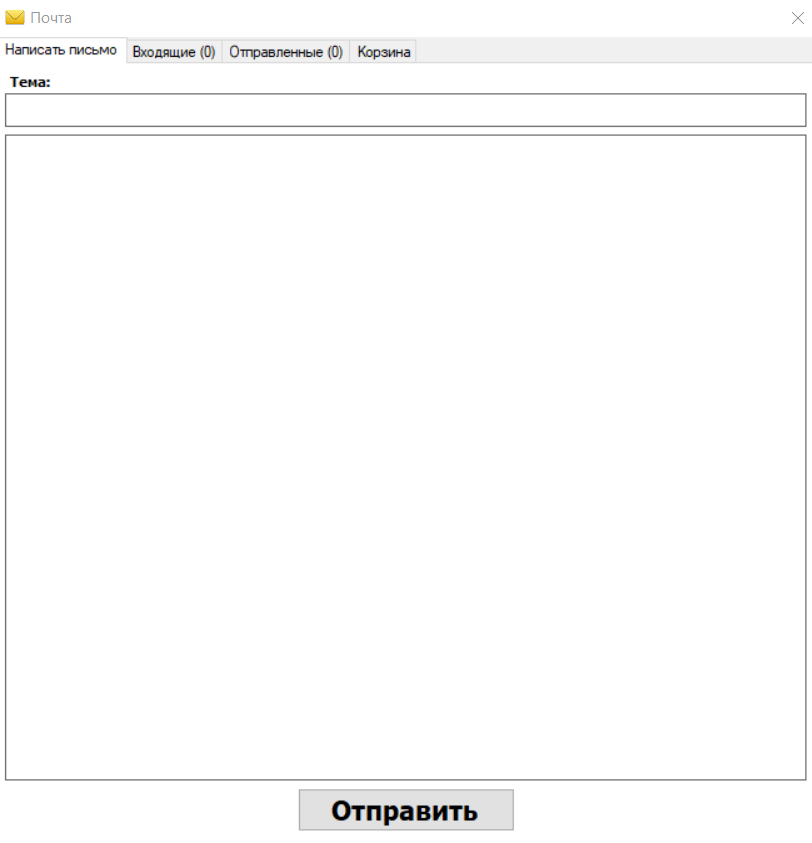 Почта
Написать письмо Входящие (0) Отправленные (0) Корзина
Тема:
Отправить